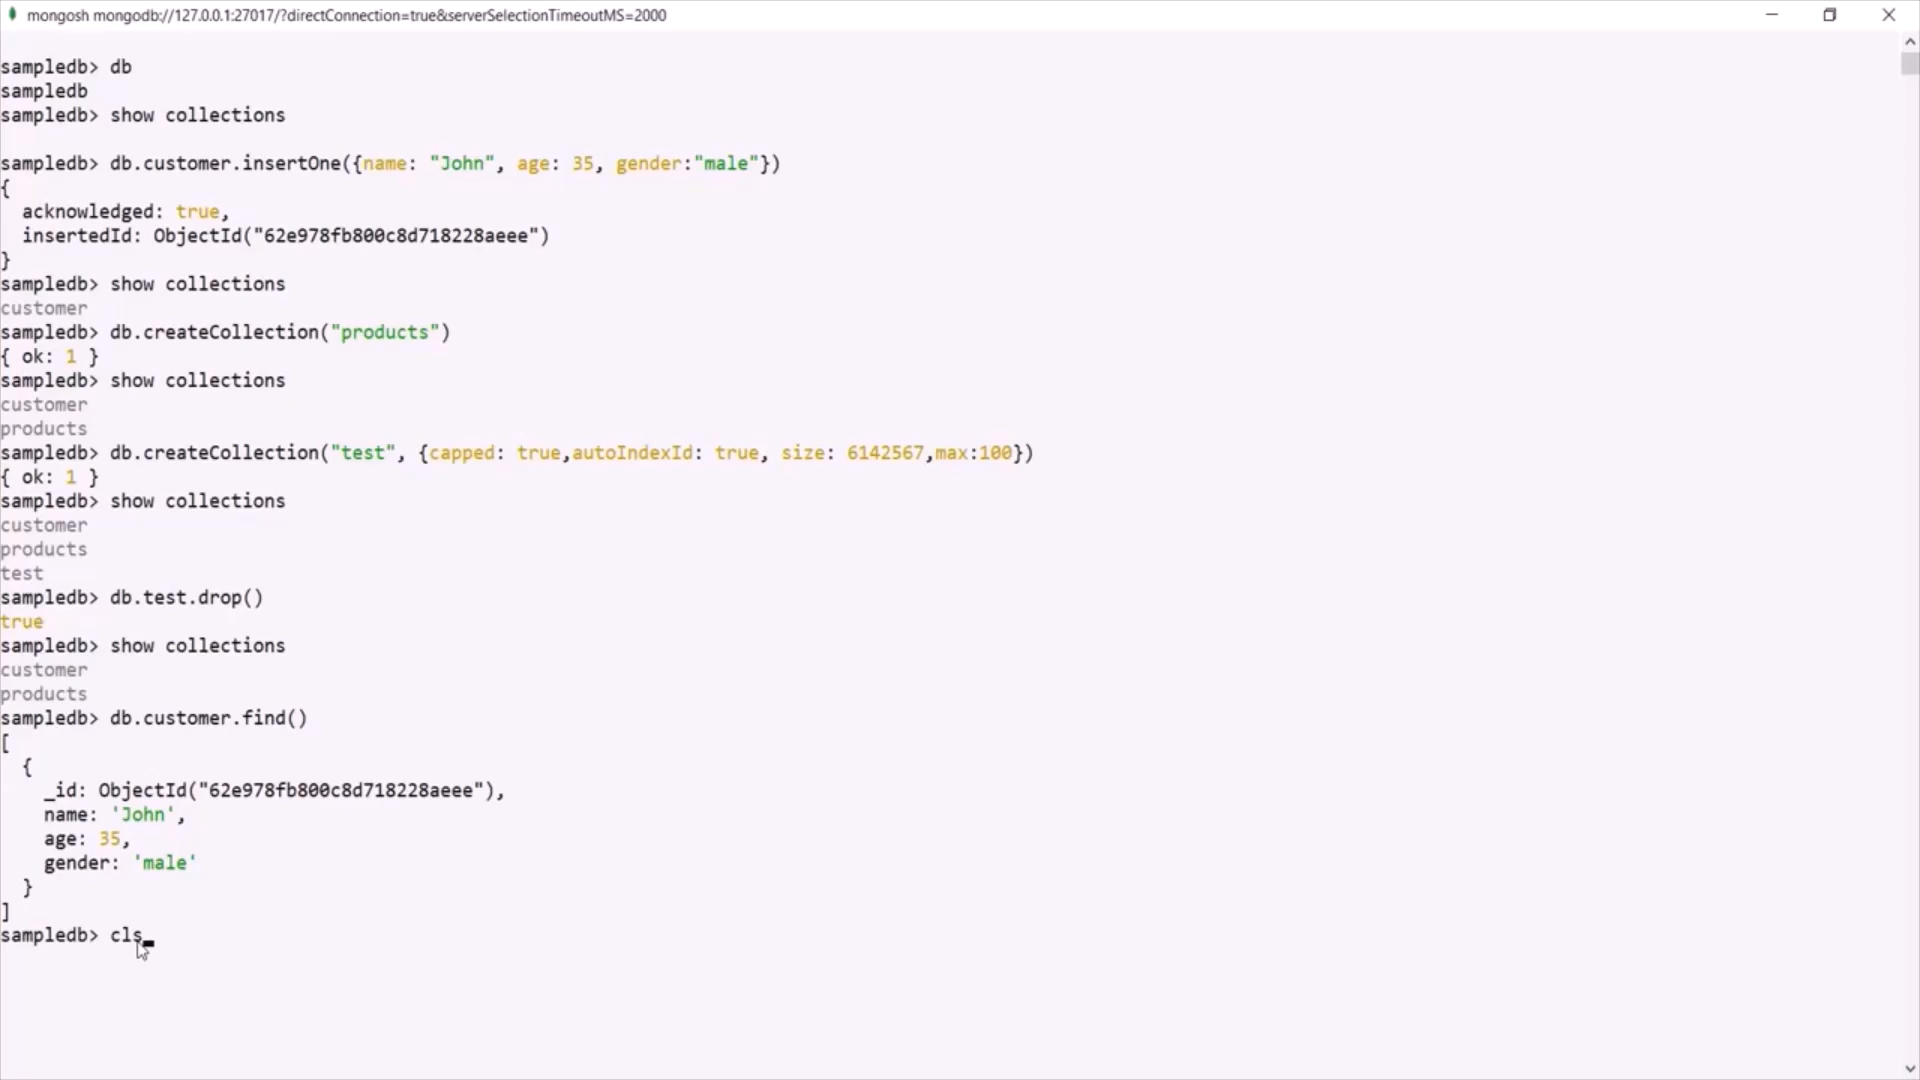 mongosh mongodb://127.0.0.1:27017/?directConnection=true&serverSelectionTimeoutMS=2000
sampledb> db
sampledb
sampledb> show collections
sampledb> db.customer.insertOne({name: "John", age: 35, gender:"male"})
{
  acknowledged: true,
  insertedId: ObjectId("62e978fb800c8d718228aeee")
}
sampledb> show collections
customer
sampledb> db.createCollection("products")
{ ok: 1 }
sampledb> show collections
customer
products
sampledb> db.createCollection("test", {capped: true,autoIndexId: true, size: 6142567,max:100})
{ ok: 1 }
sampledb> show collections
customer
products
test
sampledb> db.test.drop()
true
sampledb> show collections
customer
products
sampledb> db.customer.find()
[
  {
    _id: ObjectId("62e978fb800c8d718228aeee"),
    name: 'John',
    age: 35,
    gender: 'male'
  }
]
sampledb> cls